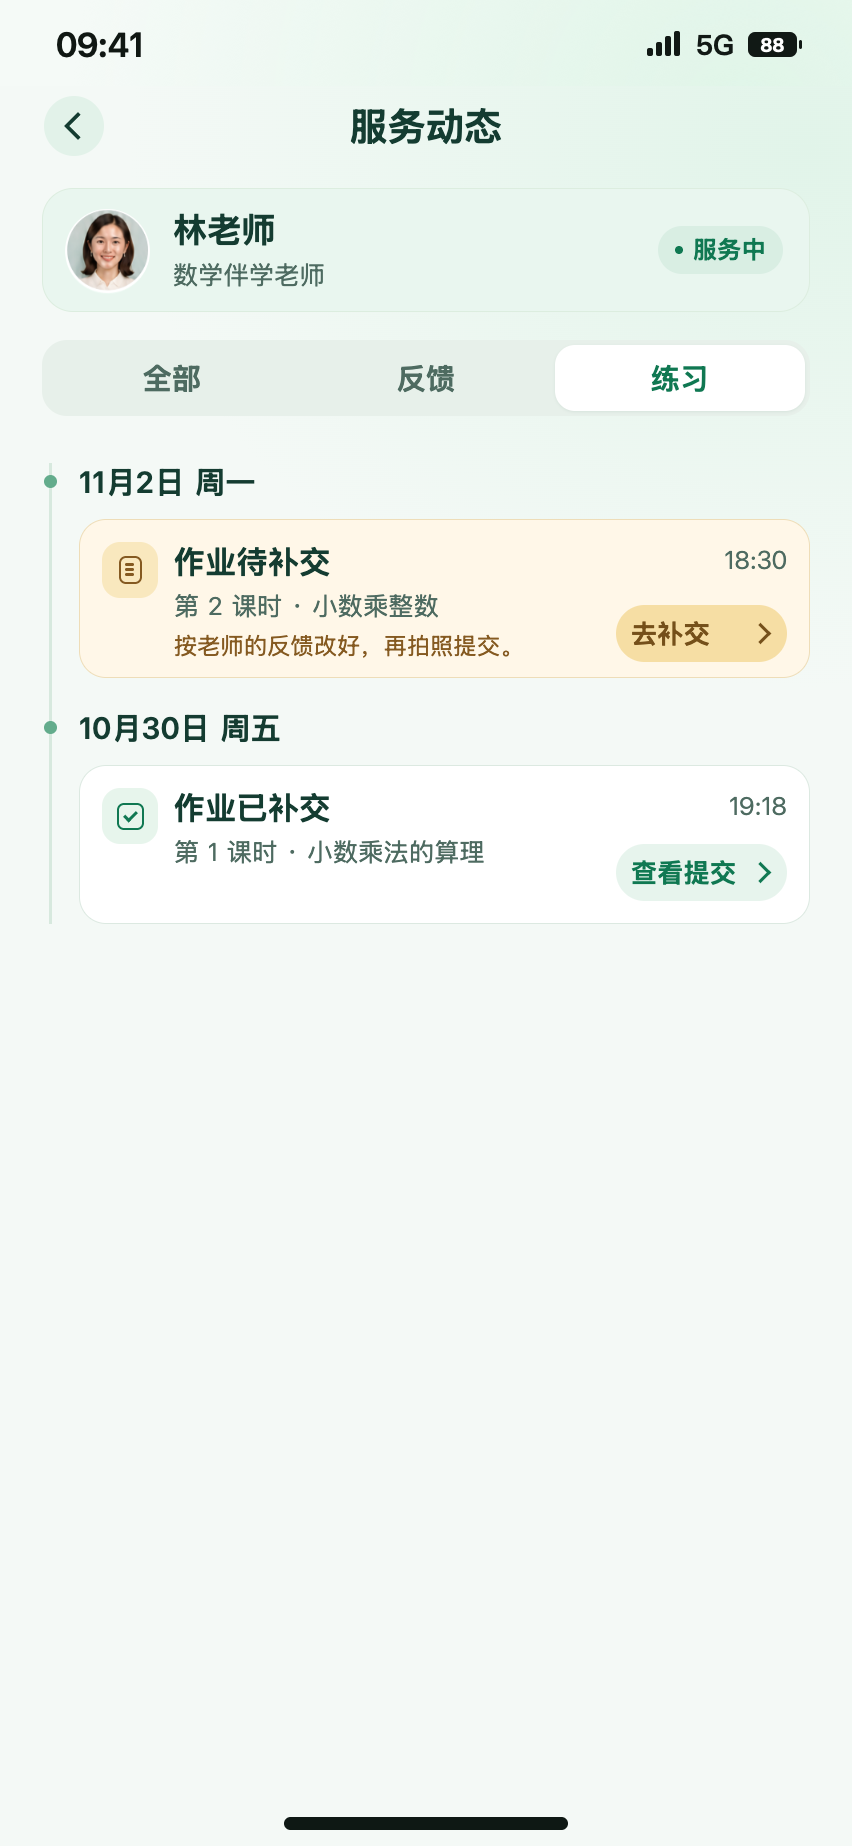 09:41
5G 88
服务动态
林老师
数学伴学老师
• 服务中
全部 反馈 练习
11月2日 周一
作业待补交 18:30
第 2 课时 · 小数乘整数
按老师的反馈改好，再拍照提交。
去补交
10月30日 周五
作业已补交 19:18
第 1 课时 · 小数乘法的算理
查看提交